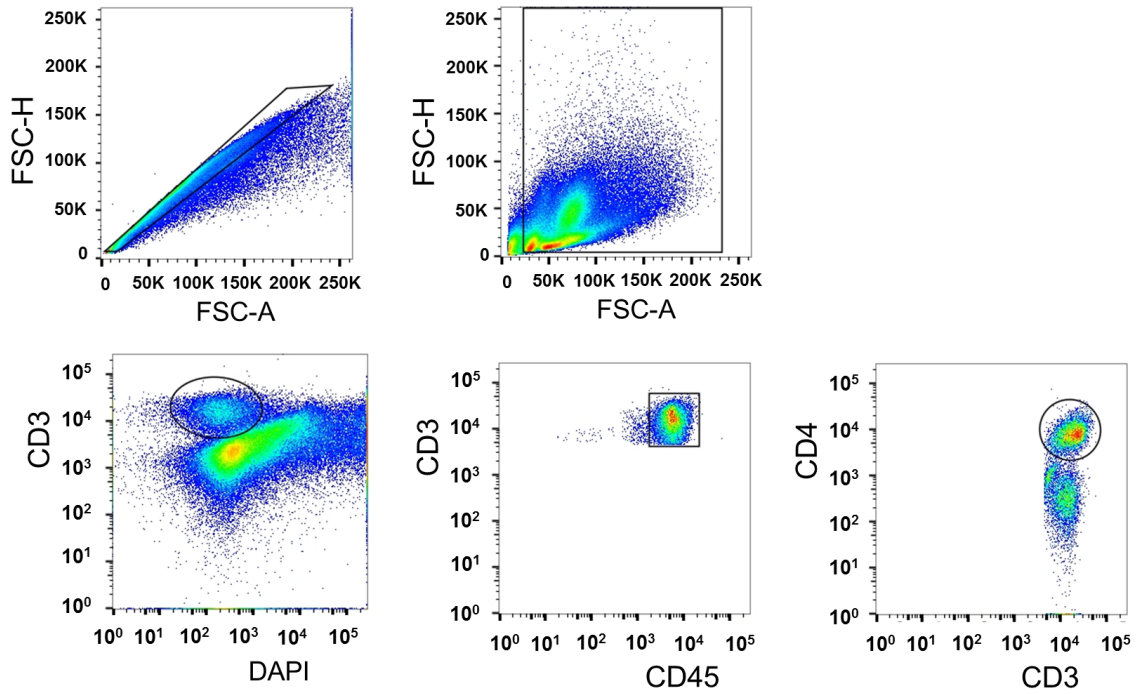 250K
200K
150K
100K
50K
0
FSC-H
0 50K 100K 150K 200K 250K
FSC-A
250K
200K
150K
100K
50K
0
FSC-H
0 50K 100K 150K 200K 250K
FSC-A
10⁵
10⁴
10³
10²
10¹
10⁰
CD3
10⁰ 10¹ 10² 10³ 10⁴ 10⁵
DAPI
10⁵
10⁴
10³
10²
10¹
10⁰
CD3
10⁰ 10¹ 10² 10³ 10⁴ 10⁵
CD45
10⁵
10⁴
10³
10²
10¹
10⁰
CD4
10⁰ 10¹ 10² 10³ 10⁴ 10⁵
CD3